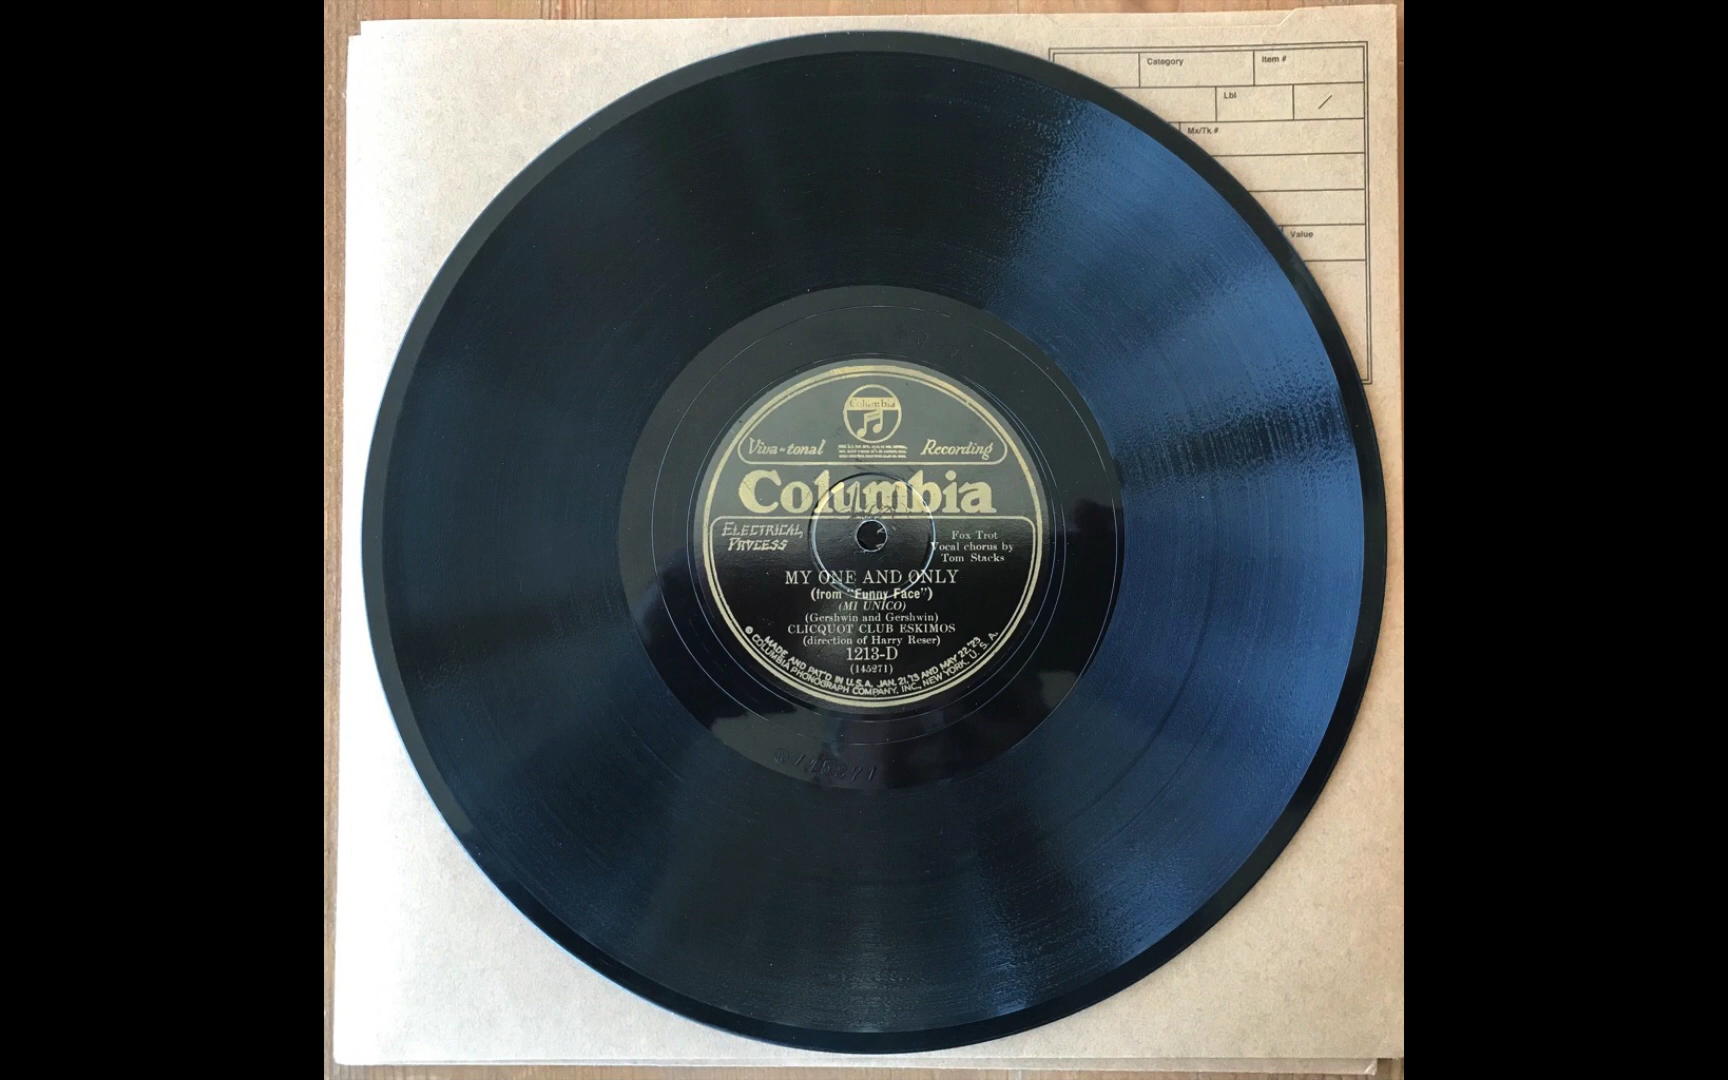 Category
Item #
Lbl
Mx/Tk #
Value
Columbia
Viva-tonal Recording
Columbia
ELECTRICAL
PROCESS
Fox Trot
Vocal chorus by
Tom Stacks
MY ONE AND ONLY
(from "Funny Face")
(MI UNICO)
(Gershwin and Gershwin)
CLICQUOT CLUB ESKIMOS
(direction of Harry Reser)
1213-D
(145271)
MADE AND PAT'D IN U.S.A. JAN. 21,'13 AND MAY 22,'23
COLUMBIA PHONOGRAPH COMPANY, INC., NEW YORK, U. S. A.